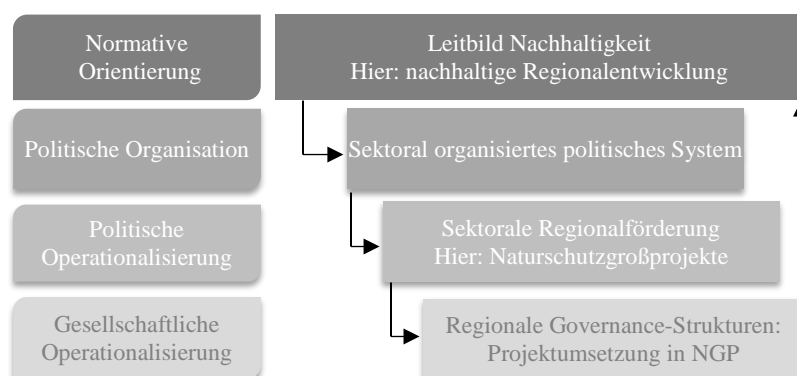 Normative
Orientierung
Leitbild Nachhaltigkeit
Hier: nachhaltige Regionalentwicklung
Politische Organisation
Sektoral organisiertes politisches System
Politische
Operationalisierung
Sektorale Regionalförderung
Hier: Naturschutzgroßprojekte
Gesellschaftliche
Operationalisierung
Regionale Governance-Strukturen:
Projektumsetzung in NGP